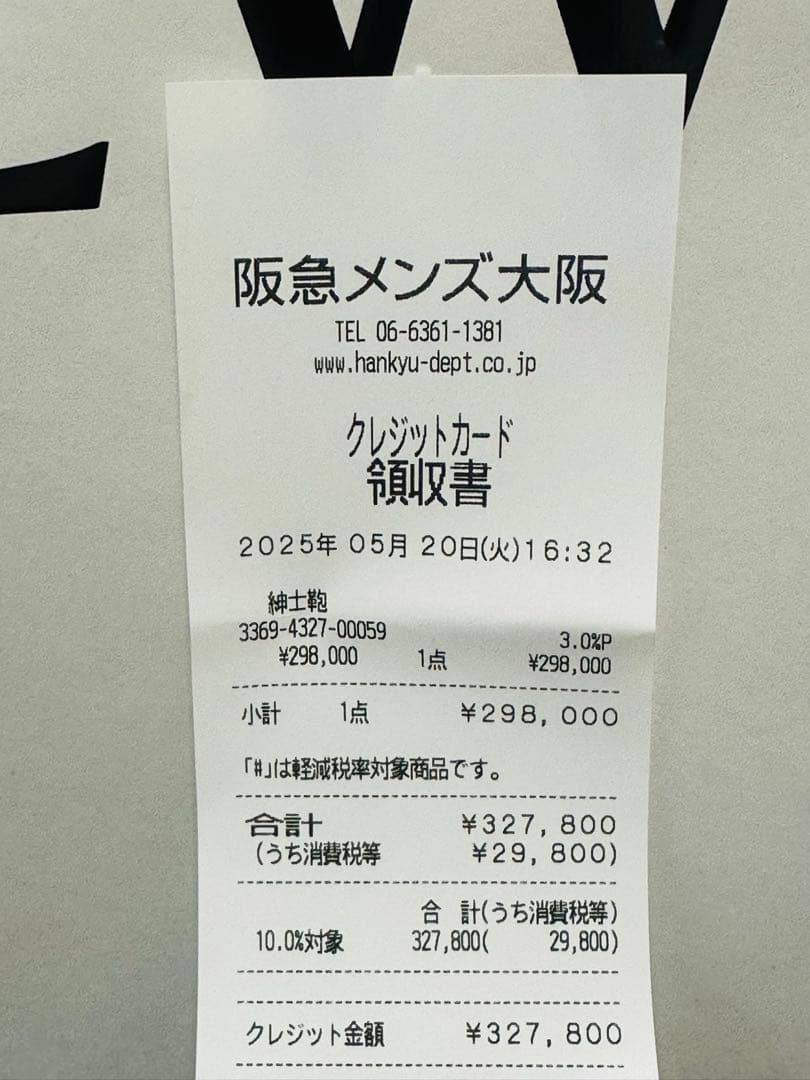 阪急メンズ大阪
TEL 06-6361-1381
www.hankyu-dept.co.jp
クレジットカード
領収書
2025年 05月 20日(火)16:32
紳士鞄
3369-4327-00059 3.0%P
¥298,000 1点 ¥298,000
小計 1点 ¥298,000
「#」は軽減税率対象商品です。
合計 ¥327,800
(うち消費税等 ¥29,800)
合 計(うち消費税等)
10.0%対象 327,800( 29,800)
クレジット金額 ¥327,800